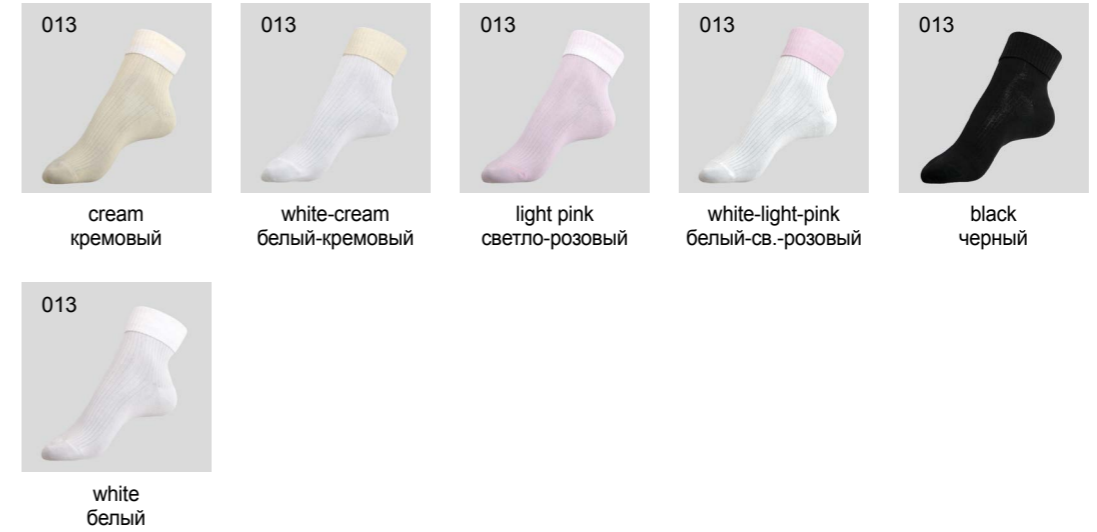 013
cream
кремовый
013
white-cream
белый-кремовый
013
light pink
светло-розовый
013
white-light-pink
белый-св.-розовый
013
black
черный
013
white
белый